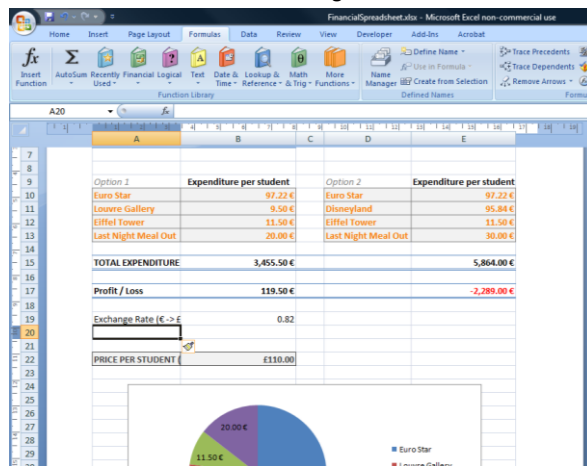 FinancialSpreadsheet.xlsx - Microsoft Excel non-commercial use
Home Insert Page Layout Formulas Data Review View Developer Add-Ins Acrobat
Insert Function
AutoSum
Recently Used
Financial
Logical
Text
Date & Time
Lookup & Reference
Math & Trig
More Functions
Name Manager
Define Name
Use in Formula
Create from Selection
Trace Precedents
Trace Dependents
Remove Arrows
Function Library
Defined Names
Formu
A20 fx
A B C D E
7
8
9 Option 1 Expenditure per student Option 2 Expenditure per student
10 Euro Star 97.22 € Euro Star 97.22 €
11 Louvre Gallery 9.50 € Disneyland 95.84 €
12 Eiffel Tower 11.50 € Eiffel Tower 11.50 €
13 Last Night Meal Out 20.00 € Last Night Meal Out 30.00 €
14
15 TOTAL EXPENDITURE 3,455.50 € 5,864.00 €
16
17 Profit / Loss 119.50 € -2,289.00 €
18
19 Exchange Rate (€ -> £ 0.82
20
21
22 PRICE PER STUDENT ( £110.00
23
24
25
26
27 20.00 €
28 Euro Star
29 11.50 €